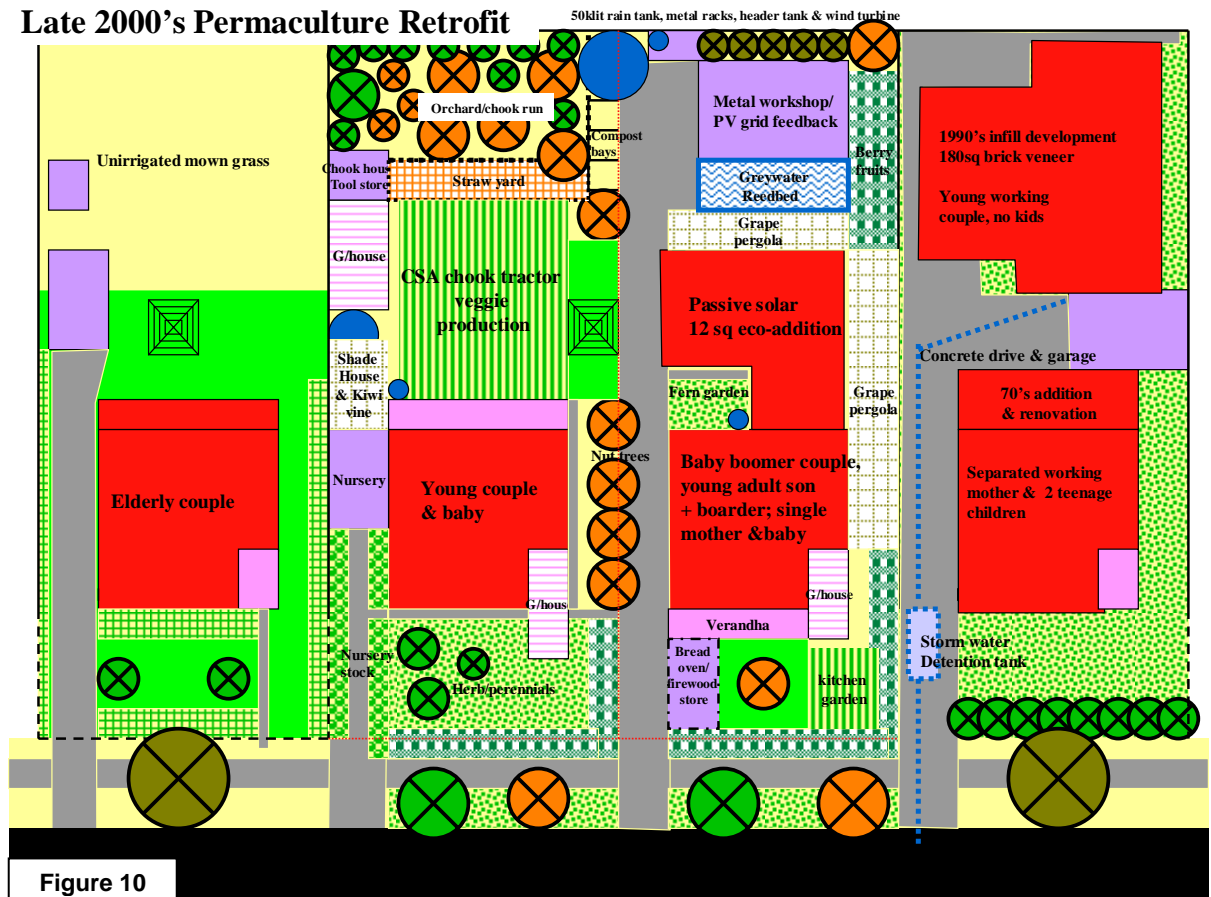 Late 2000's Permaculture Retrofit
50klit rain tank, metal racks, header tank & wind turbine
Unirrigated mown grass
Orchard/chook run
Compost
bays
Chook hous
Tool store
Straw yard
G/house
CSA chook tractor
veggie
production
Shade
House
& Kiwi
vine
Nursery
Elderly couple
Young couple
& baby
Nut trees
G/hous
Nursery
stock
Herb/perennials
Metal workshop/
PV grid feedback
Berry
fruits
Greywater
Reedbed
Grape
pergola
Passive solar
12 sq eco-addition
Fern garden
Grape
pergola
Baby boomer couple,
young adult son
+ boarder; single
mother &baby
G/house
Verandha
Bread
oven/
firewood
store
kitchen
garden
1990's infill development
180sq brick veneer
Young working
couple, no kids
Concrete drive & garage
70's addition
& renovation
Separated working
mother & 2 teenage
children
Storm water
Detention tank
Figure 10